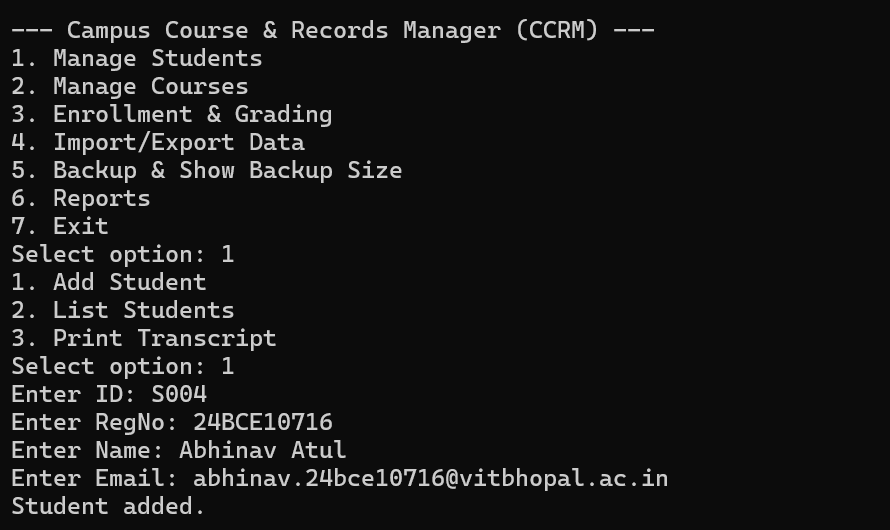 --- Campus Course & Records Manager (CCRM) ---
1. Manage Students
2. Manage Courses
3. Enrollment & Grading
4. Import/Export Data
5. Backup & Show Backup Size
6. Reports
7. Exit
Select option: 1
1. Add Student
2. List Students
3. Print Transcript
Select option: 1
Enter ID: S004
Enter RegNo: 24BCE10716
Enter Name: Abhinav Atul
Enter Email: abhinav.24bce10716@vitbhopal.ac.in
Student added.